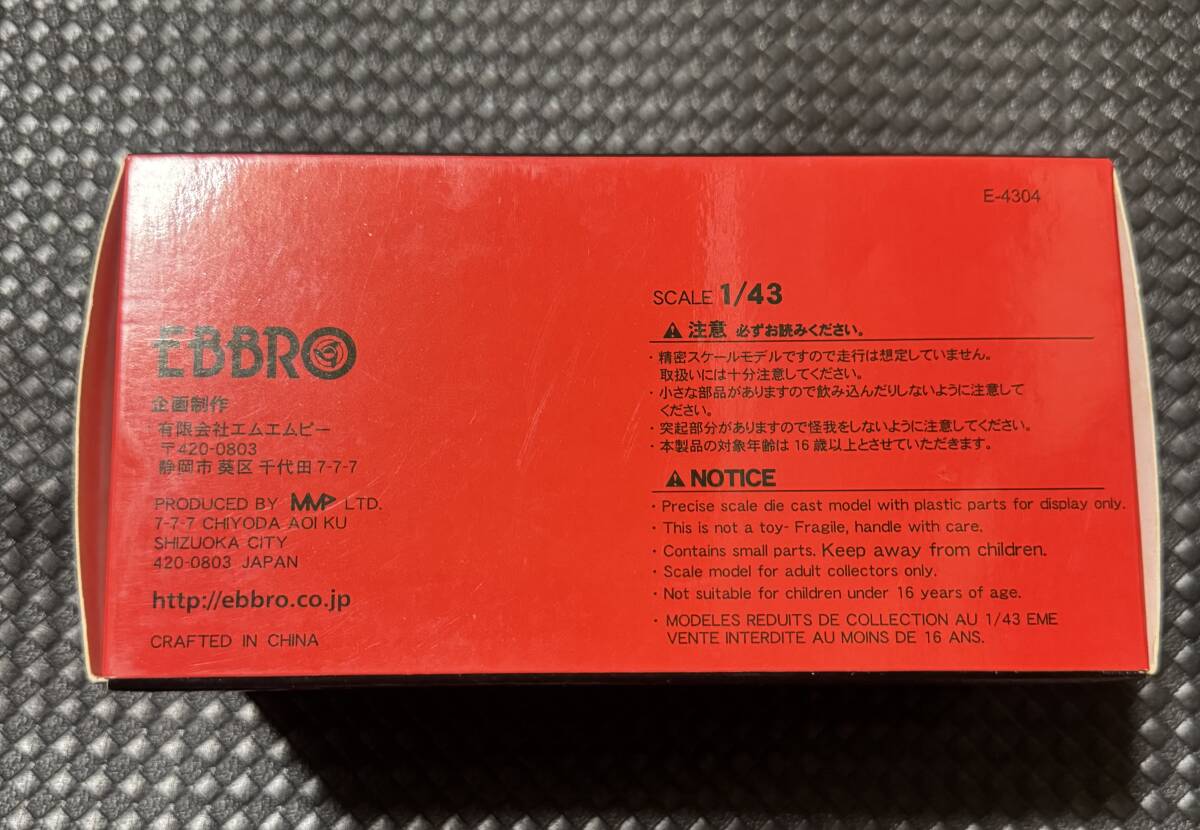 E-4304
EBBRO
企画制作
有限会社エムエムピー
〒420-0803
静岡市 葵区 千代田 7-7-7
PRODUCED BY MMP LTD.
7-7-7 CHIYODA AOI KU
SHIZUOKA CITY
420-0803 JAPAN
http://ebbro.co.jp
CRAFTED IN CHINA
SCALE 1/43
注意 必ずお読みください。
・精密スケールモデルですので走行は想定していません。
取扱いには十分注意してください。
・小さな部品がありますので飲み込んだりしないように注意して
ください。
・突起部分がありますので怪我をしないように注意してください。
・本製品の対象年齢は 16 歳以上とさせていただきます。
NOTICE
・Precise scale die cast model with plastic parts for display only.
・This is not a toy- Fragile, handle with care.
・Contains small parts. Keep away from children.
・Scale model for adult collectors only.
・Not suitable for children under 16 years of age.
・MODELES REDUITS DE COLLECTION AU 1/43 EME
VENTE INTERDITE AU MOINS DE 16 ANS.